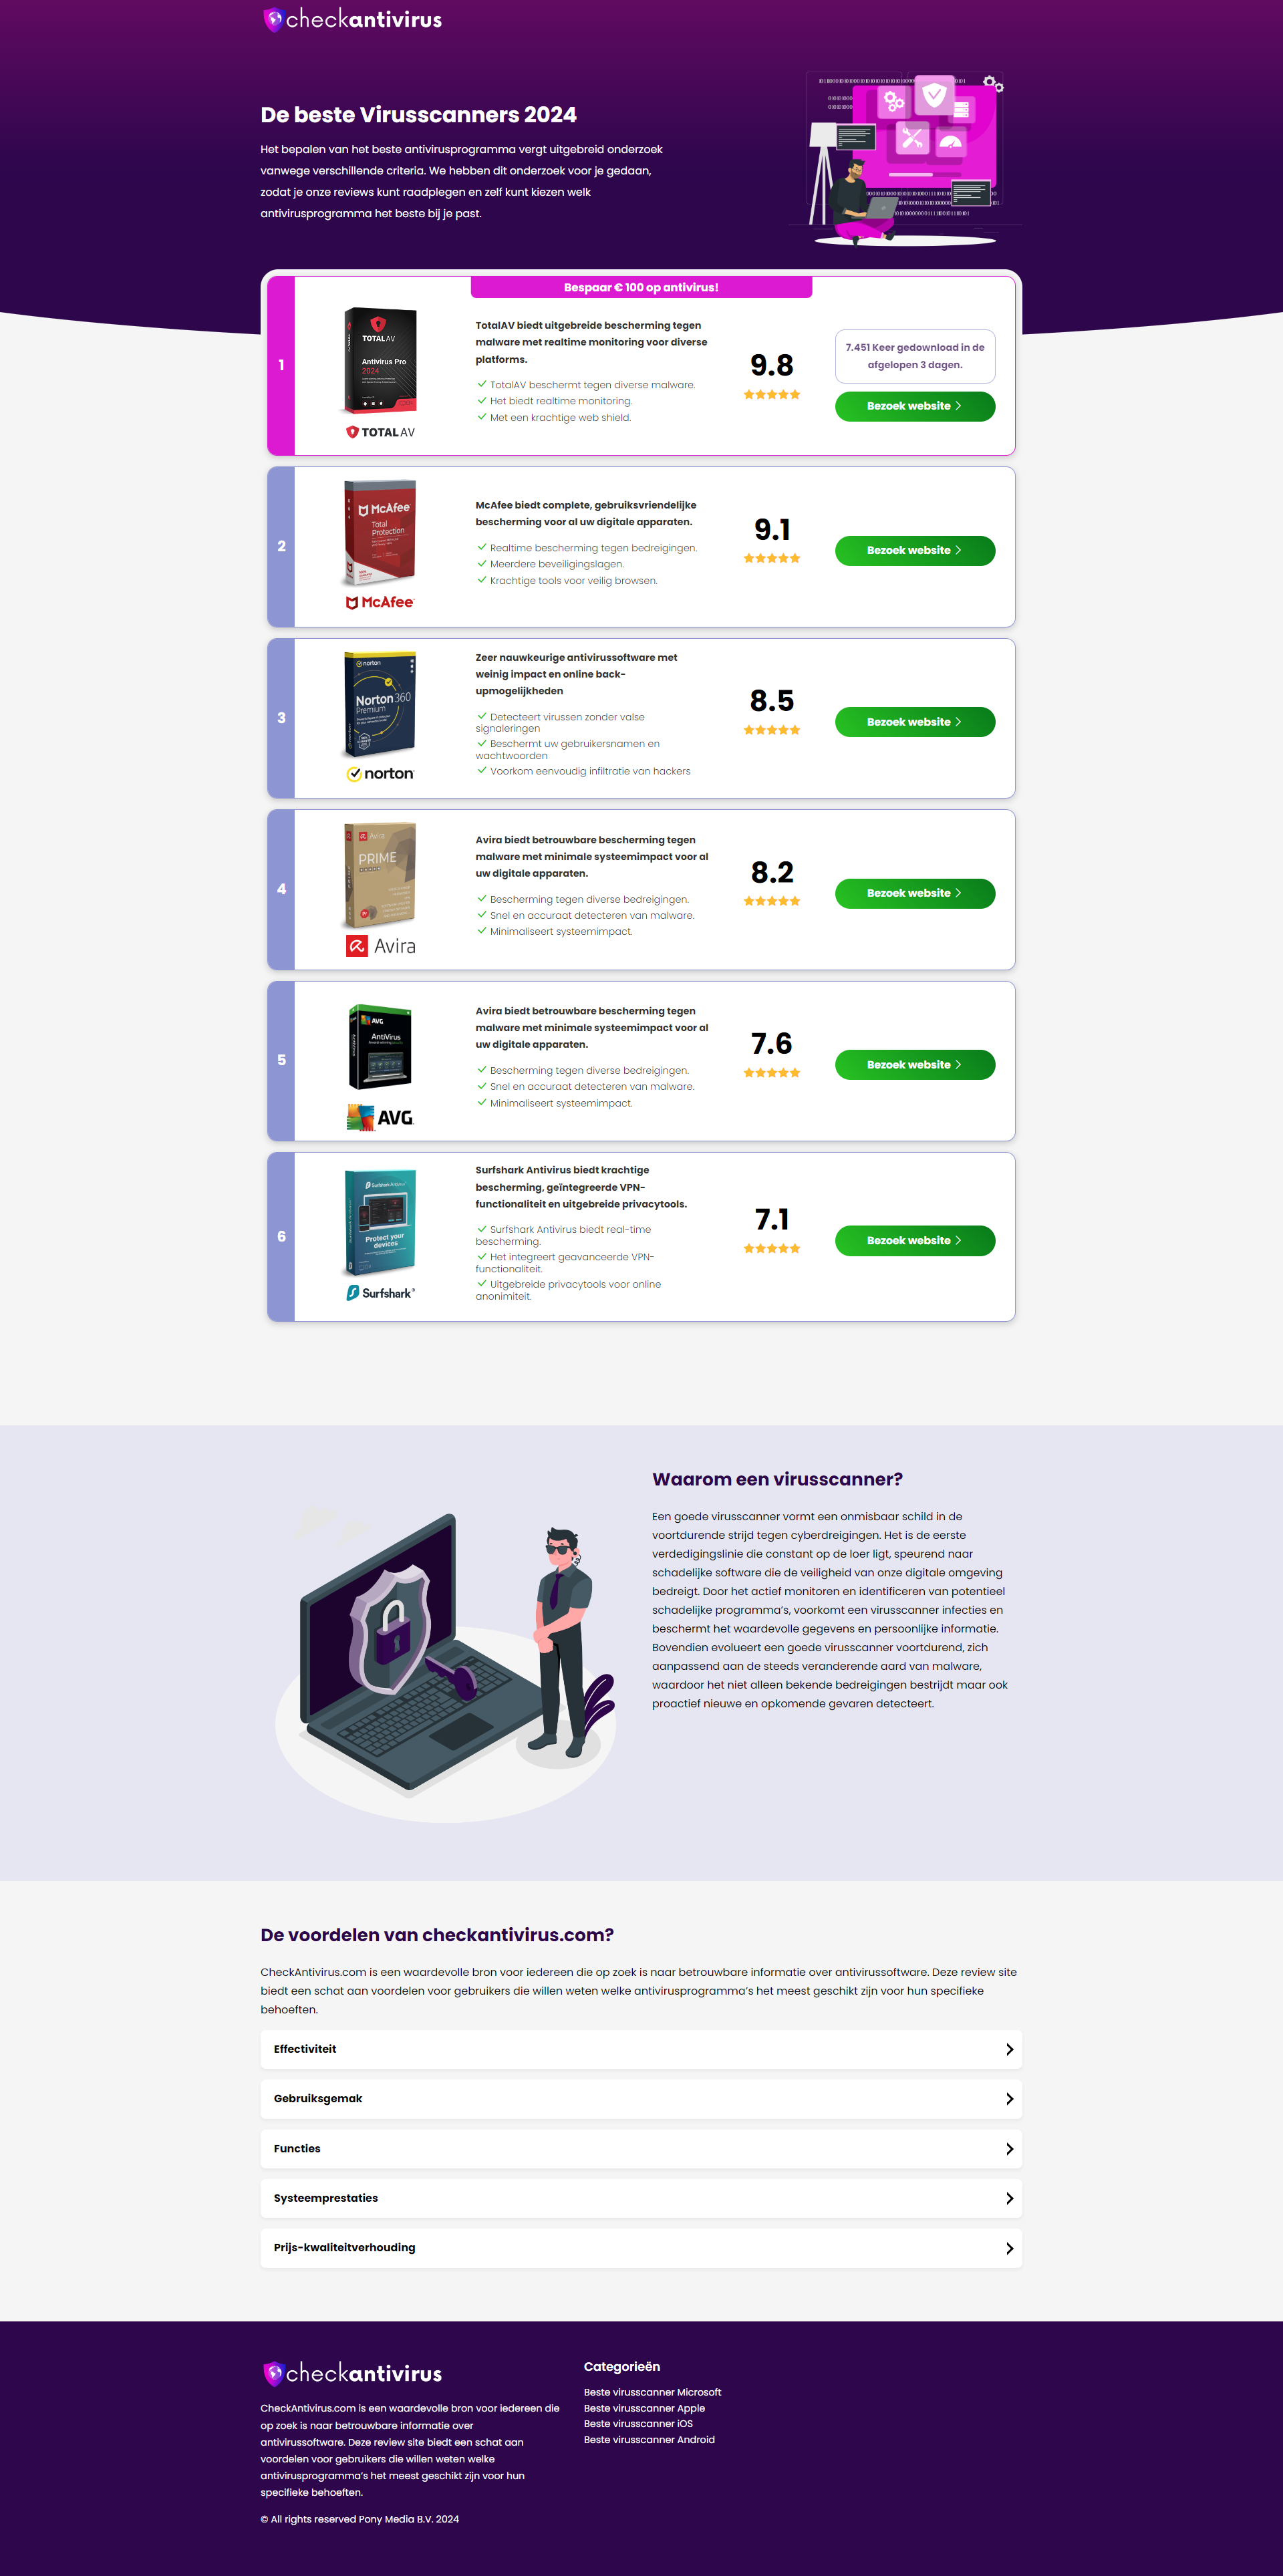 checkantivirus
De beste Virusscanners 2024
Het bepalen van het beste antivirusprogramma vergt uitgebreid onderzoek
vanwege verschillende criteria. We hebben dit onderzoek voor je gedaan,
zodat je onze reviews kunt raadplegen en zelf kunt kiezen welk
antivirusprogramma het beste bij je past.
Bespaar € 100 op antivirus!
1
TOTALAV
Antivirus Pro
2024
TOTALAV
TotalAV biedt uitgebreide bescherming tegen
malware met realtime monitoring voor diverse
platforms.
TotalAV beschermt tegen diverse malware.
Het biedt realtime monitoring.
Met een krachtige web shield.
9.8
7.451 Keer gedownload in de
afgelopen 3 dagen.
Bezoek website
2
McAfee
Total
Protection
McAfee
McAfee biedt complete, gebruiksvriendelijke
bescherming voor al uw digitale apparaten.
Realtime bescherming tegen bedreigingen.
Meerdere beveiligingslagen.
Krachtige tools voor veilig browsen.
9.1
Bezoek website
3
norton
Norton 360
Premium
norton
Zeer nauwkeurige antivirussoftware met
weinig impact en online back-
upmogelijkheden
Detecteert virussen zonder valse
signaleringen
Beschermt uw gebruikersnamen en
wachtwoorden
Voorkom eenvoudig infiltratie van hackers
8.5
Bezoek website
4
Avira
PRIME
Avira
Avira biedt betrouwbare bescherming tegen
malware met minimale systeemimpact voor al
uw digitale apparaten.
Bescherming tegen diverse bedreigingen.
Snel en accuraat detecteren van malware.
Minimaliseert systeemimpact.
8.2
Bezoek website
5
AVG
AntiVirus
AVG
Avira biedt betrouwbare bescherming tegen
malware met minimale systeemimpact voor al
uw digitale apparaten.
Bescherming tegen diverse bedreigingen.
Snel en accuraat detecteren van malware.
Minimaliseert systeemimpact.
7.6
Bezoek website
6
Surfshark Antivirus
Protect your
devices
Surfshark
Surfshark Antivirus biedt krachtige
bescherming, geïntegreerde VPN-
functionaliteit en uitgebreide privacytools.
Surfshark Antivirus biedt real-time
bescherming.
Het integreert geavanceerde VPN-
functionaliteit.
Uitgebreide privacytools voor online
anonimiteit.
7.1
Bezoek website
Waarom een virusscanner?
Een goede virusscanner vormt een onmisbaar schild in de
voortdurende strijd tegen cyberdreigingen. Het is de eerste
verdedigingslinie die constant op de loer ligt, speurend naar
schadelijke software die de veiligheid van onze digitale omgeving
bedreigt. Door het actief monitoren en identificeren van potentieel
schadelijke programma's, voorkomt een virusscanner infecties en
beschermt het waardevolle gegevens en persoonlijke informatie.
Bovendien evolueert een goede virusscanner voortdurend, zich
aanpassend aan de steeds veranderende aard van malware,
waardoor het niet alleen bekende bedreigingen bestrijdt maar ook
proactief nieuwe en opkomende gevaren detecteert.
De voordelen van checkantivirus.com?
CheckAntivirus.com is een waardevolle bron voor iedereen die op zoek is naar betrouwbare informatie over antivirussoftware. Deze review site
biedt een schat aan voordelen voor gebruikers die willen weten welke antivirusprogramma's het meest geschikt zijn voor hun specifieke
behoeften.
Effectiviteit
Gebruiksgemak
Functies
Systeemprestaties
Prijs-kwaliteitverhouding
checkantivirus
CheckAntivirus.com is een waardevolle bron voor iedereen die
op zoek is naar betrouwbare informatie over
antivirussoftware. Deze review site biedt een schat aan
voordelen voor gebruikers die willen weten welke
antivirusprogramma's het meest geschikt zijn voor hun
specifieke behoeften.
© All rights reserved Pony Media B.V. 2024
Categorieën
Beste virusscanner Microsoft
Beste virusscanner Apple
Beste virusscanner iOS
Beste virusscanner Android